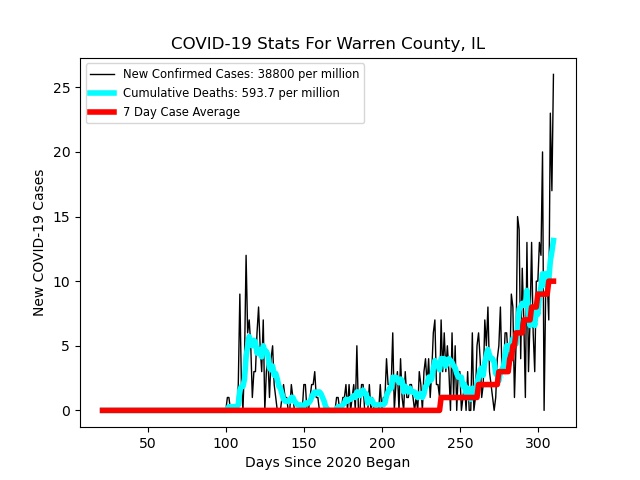 COVID-19 Stats For Warren County, IL
New Confirmed Cases: 38800 per million
Cumulative Deaths: 593.7 per million
7 Day Case Average
New COVID-19 Cases
25
20
15
10
5
0
50
100
150
200
250
300
Days Since 2020 Began